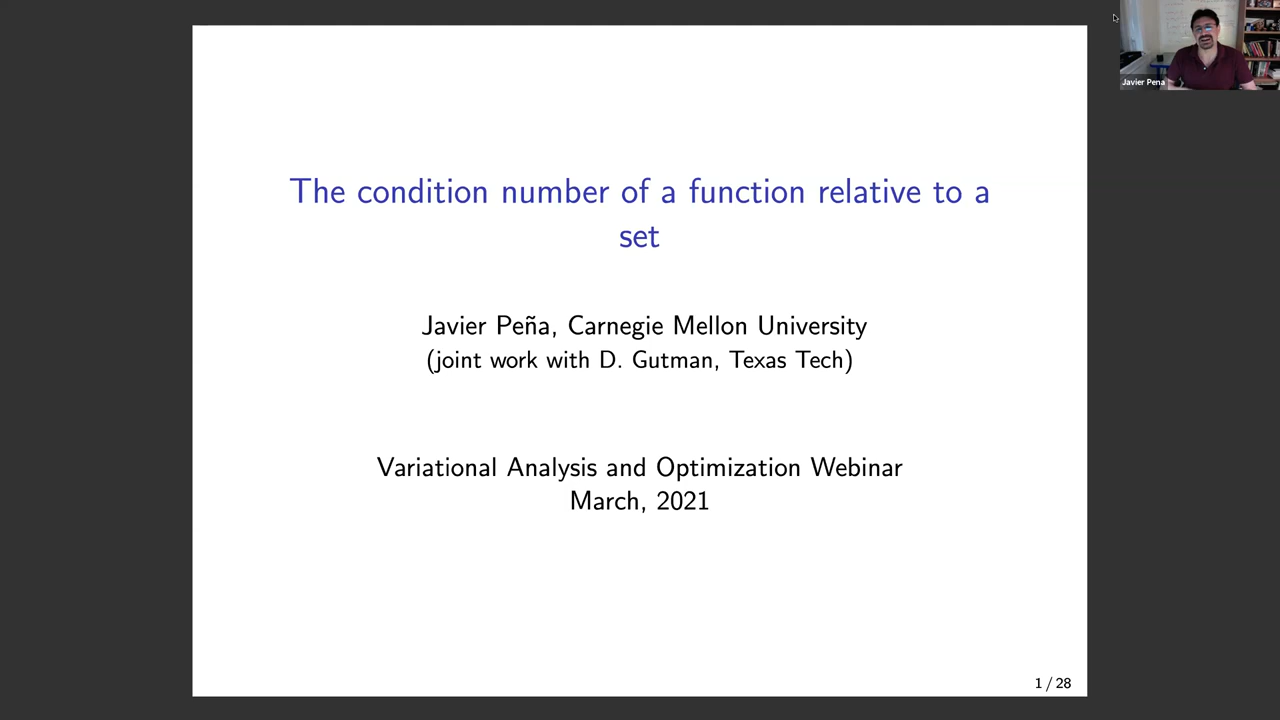 Javier Pena
The condition number of a function relative to a
set
Javier Peña, Carnegie Mellon University
(joint work with D. Gutman, Texas Tech)
Variational Analysis and Optimization Webinar
March, 2021
1 / 28